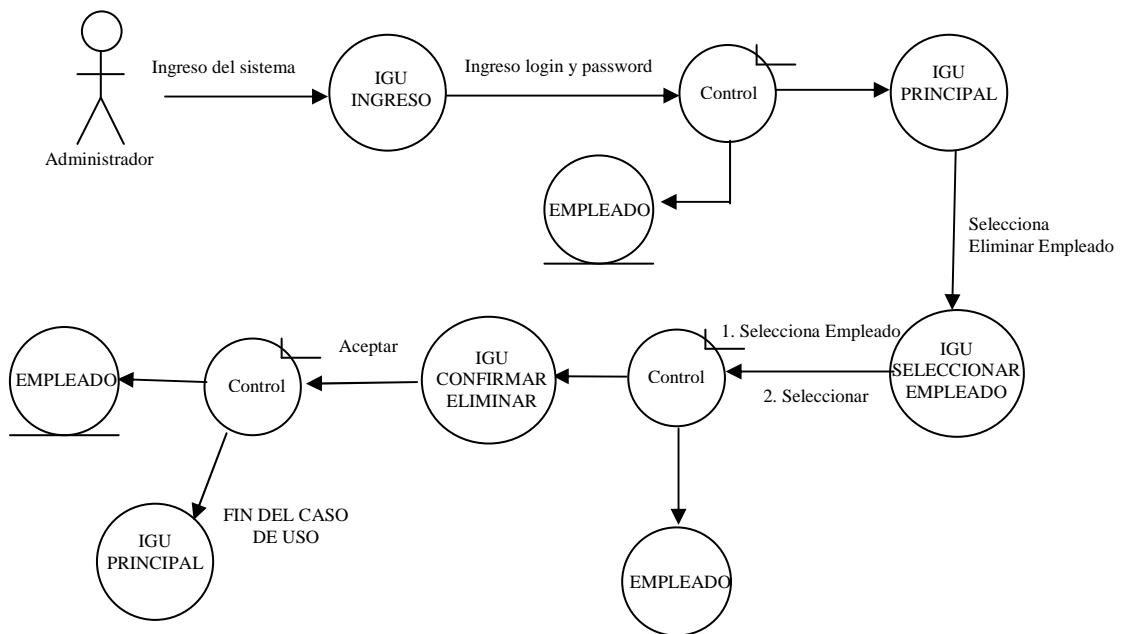 Ingreso del sistema
IGU
INGRESO
Ingreso login y password
Control
IGU
PRINCIPAL
Administrador
EMPLEADO
Selecciona
Eliminar Empleado
1. Selecciona Empleado
IGU
SELECCIONAR
EMPLEADO
2. Seleccionar
Control
IGU
CONFIRMAR
ELIMINAR
Aceptar
Control
EMPLEADO
FIN DEL CASO
DE USO
IGU
PRINCIPAL
EMPLEADO